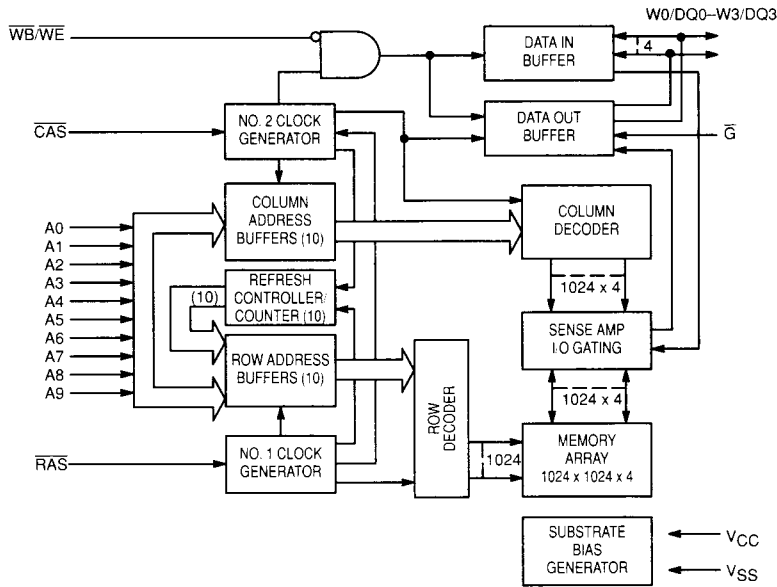 W0/DQ0–W3/DQ3
WB/WE
DATA IN
BUFFER
4
CAS
NO. 2 CLOCK
GENERATOR
DATA OUT
BUFFER
G
COLUMN
ADDRESS
BUFFERS (10)
COLUMN
DECODER
A0
A1
A2
A3
A4
A5
A6
A7
A8
A9
(10)
REFRESH
CONTROLLER/
COUNTER (10)
1024 x 4
SENSE AMP
I/O GATING
ROW ADDRESS
BUFFERS (10)
ROW
DECODER
1024 x 4
RAS
NO. 1 CLOCK
GENERATOR
1024
MEMORY
ARRAY
1024 x 1024 x 4
SUBSTRATE
BIAS
GENERATOR
VCC
VSS